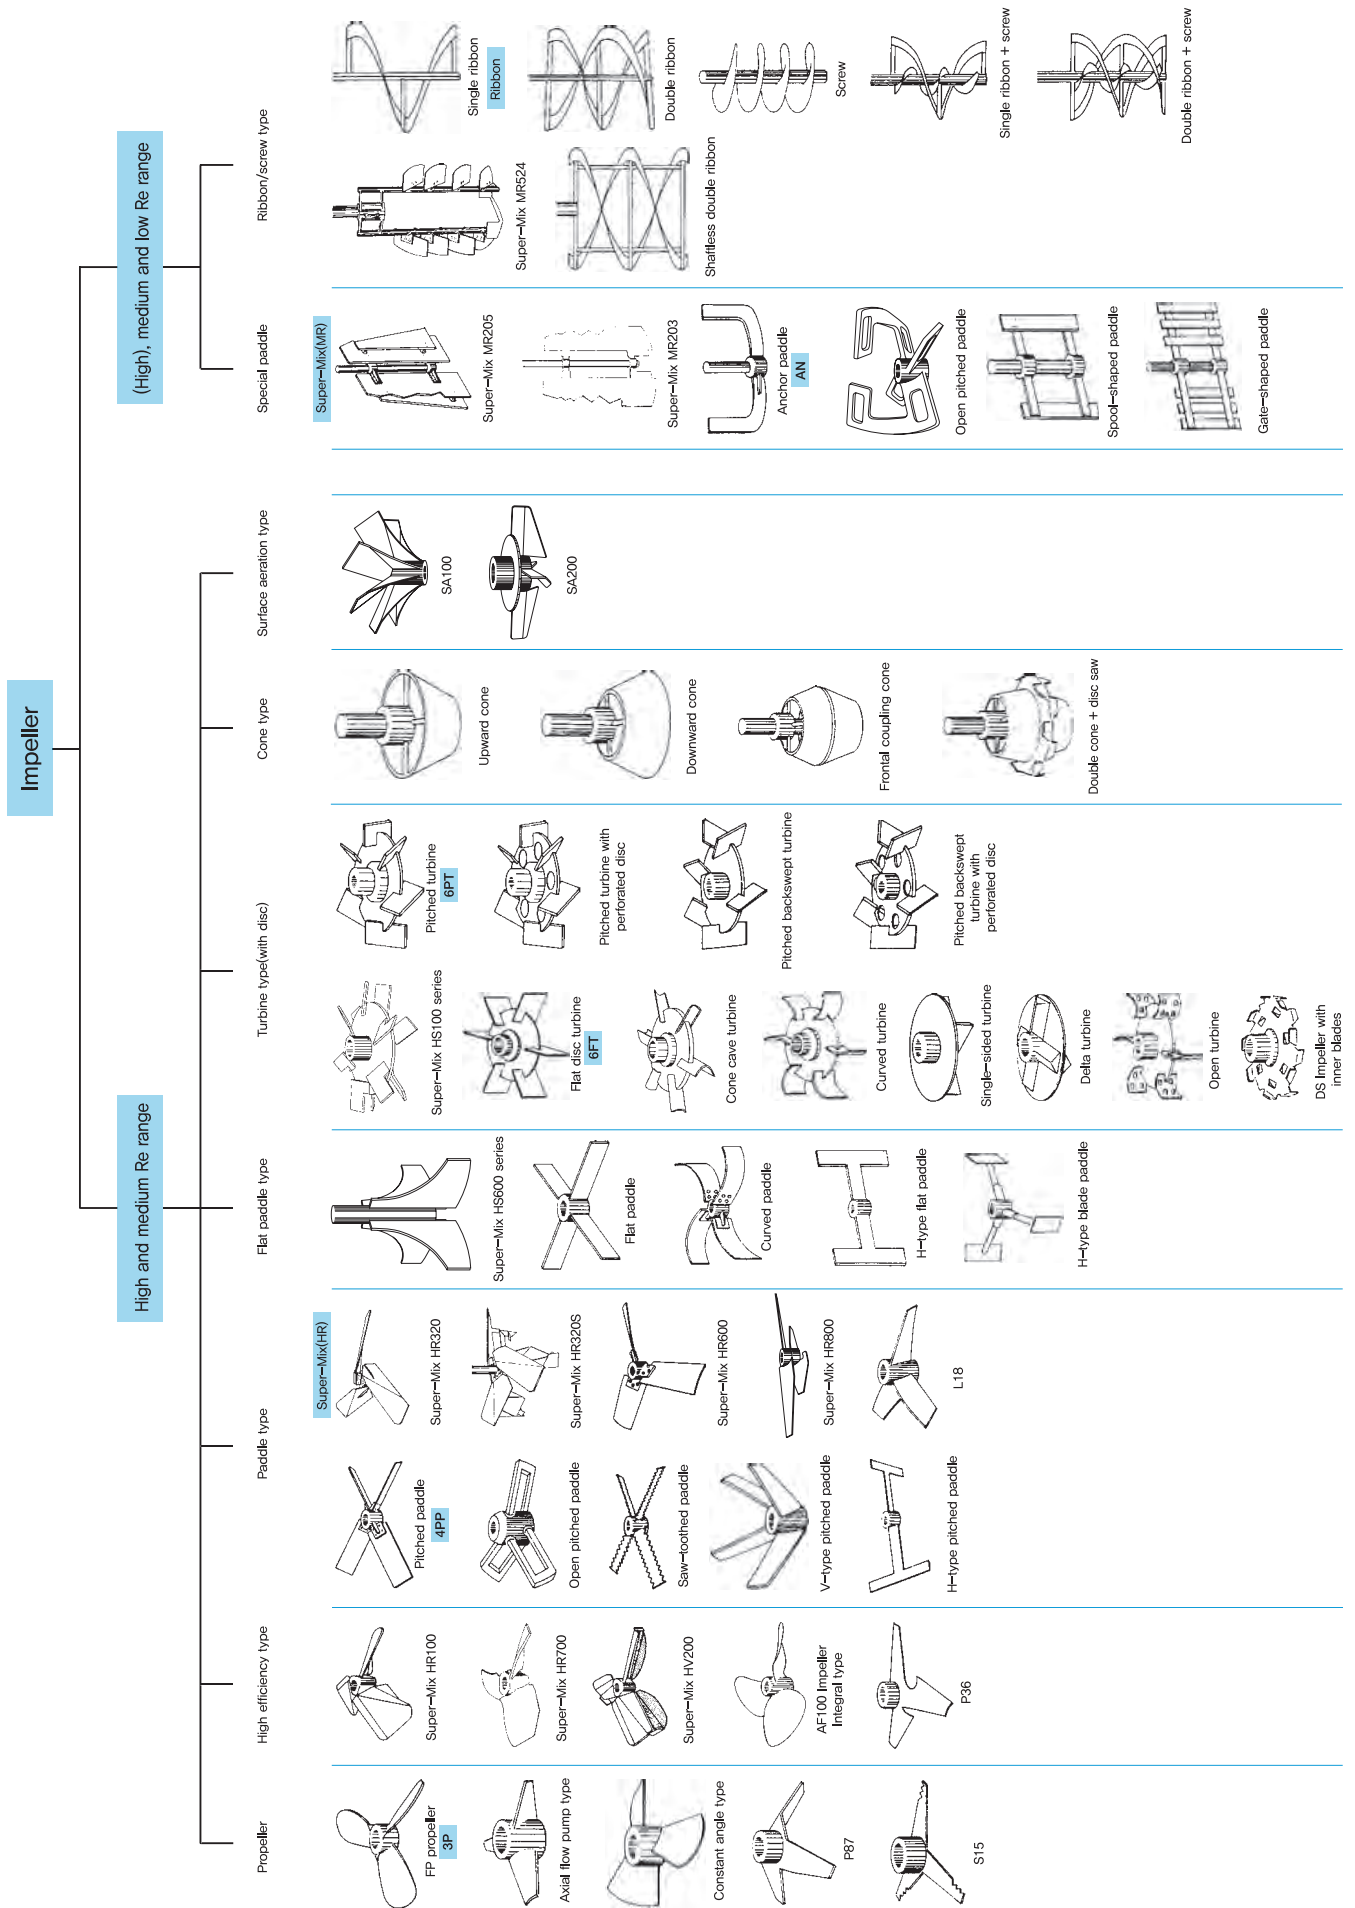 Impeller
High and medium Re range
(High), medium and low Re range
Propeller
FP propeller
3P
Axial flow pump type
Constant angle type
P87
S15
High efficiency type
Super-Mix HR100
Super-Mix HR700
Super-Mix HV200
AF100 Impeller
Integral type
P36
Paddle type
Pitched paddle
4PP
Open pitched paddle
Saw-toothed paddle
V-type pitched paddle
H-type pitched paddle
Super-Mix(HR)
Super-Mix HR320
Super-Mix HR320S
Super-Mix HR600
Super-Mix HR800
L18
Flat paddle type
Super-Mix HS600 series
Flat paddle
Curved paddle
H-type flat paddle
H-type blade paddle
Turbine type(with disc)
Super-Mix HS100 series
Flat disc turbine
6FT
Cone cave turbine
Curved turbine
Single-sided turbine
Delta turbine
Open turbine
DS Impeller with
inner blades
Pitched turbine
6PT
Pitched turbine with
perforated disc
Pitched backswept turbine
Pitched backswept
turbine with
perforated disc
Cone type
Upward cone
Downward cone
Frontal coupling cone
Double cone + disc saw
Surface aeration type
SA100
SA200
Special paddle
Super-Mix(MR)
Super-Mix MR205
Super-Mix MR203
Anchor paddle
AN
Open pitched paddle
Spool-shaped paddle
Gate-shaped paddle
Ribbon/screw type
Super-Mix MR524
Shaftless double ribbon
Single ribbon
Ribbon
Double ribbon
Screw
Single ribbon + screw
Double ribbon + screw